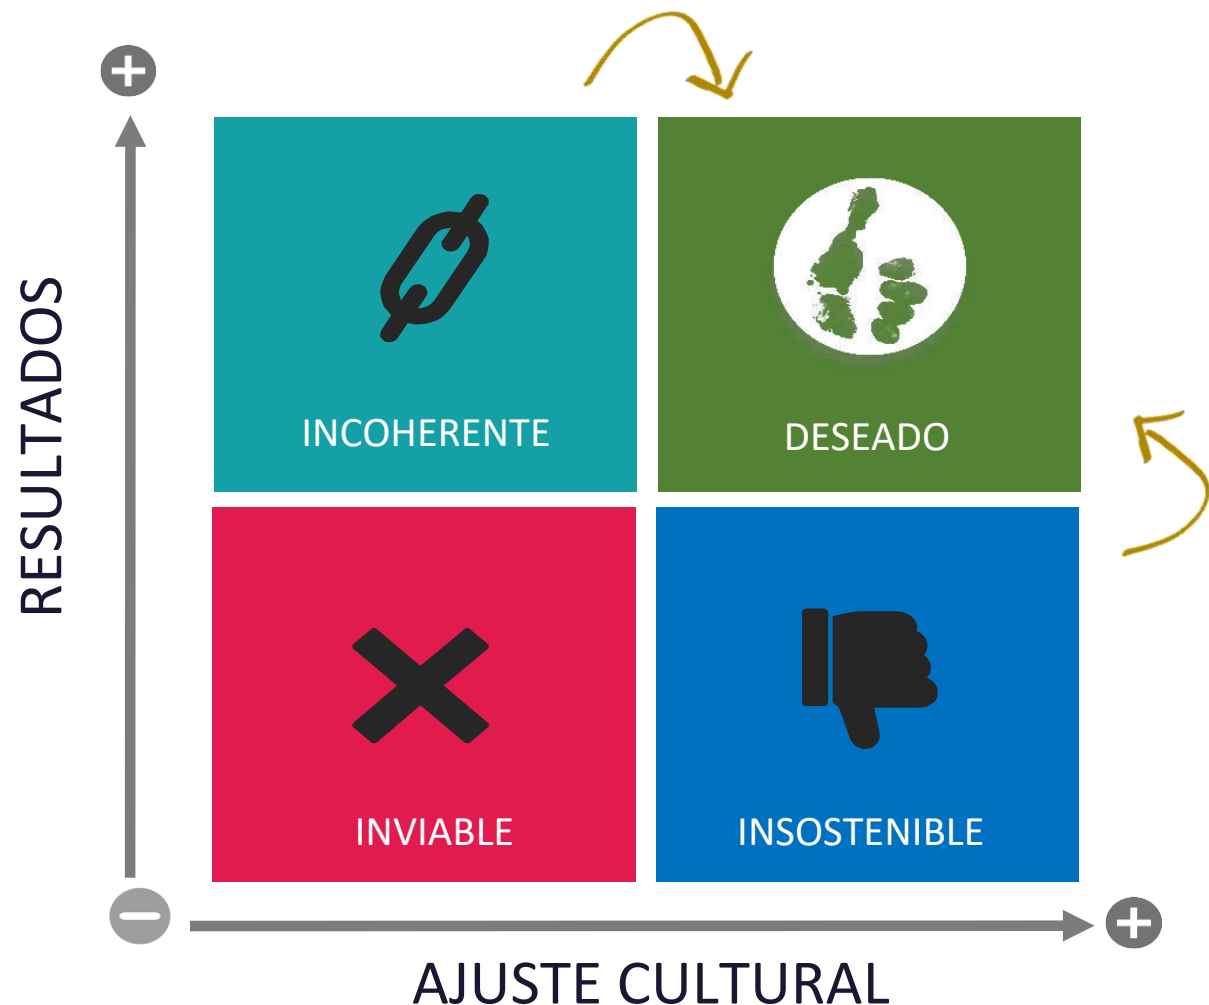 RESULTADOS
INCOHERENTE
DESEADO
INVIABLE
INSOSTENIBLE
AJUSTE CULTURAL